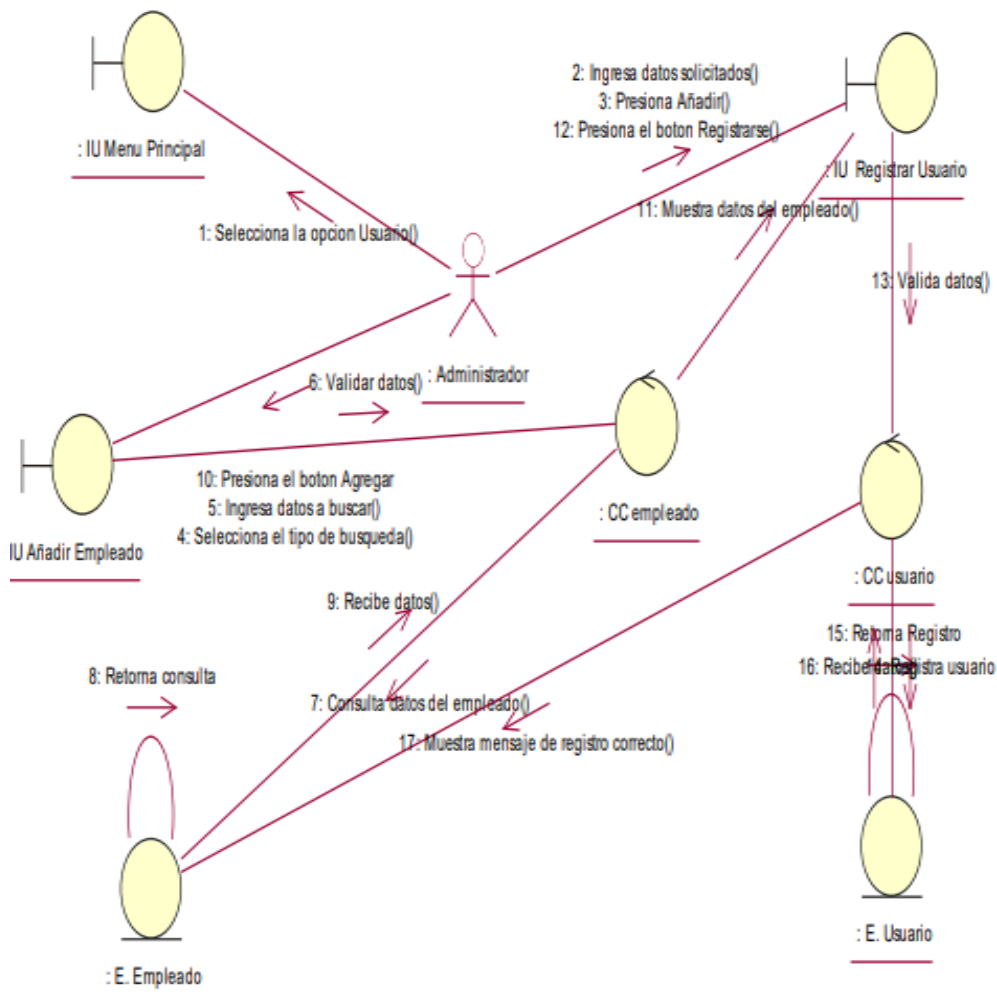 : IU Menu Principal
2: Ingresa datos solicitados()
3: Presiona Añadir()
12: Presiona el boton Registrarse()
: IU Registrar Usuario
11: Muestra datos del empleado()
1: Selecciona la opcion Usuario()
13: Valida datos()
6: Validar datos()
: Administrador
10: Presiona el boton Agregar
5: Ingresa datos a buscar()
4: Selecciona el tipo de busqueda()
IU Añadir Empleado
: CC empleado
: CC usuario
9: Recibe datos()
15: Retorna Registro
16: Recibe
usuario
8: Retorna consulta
7: Consulta datos del empleado()
17: Muestra mensaje de registro correcto()
: E. Usuario
: E. Empleado